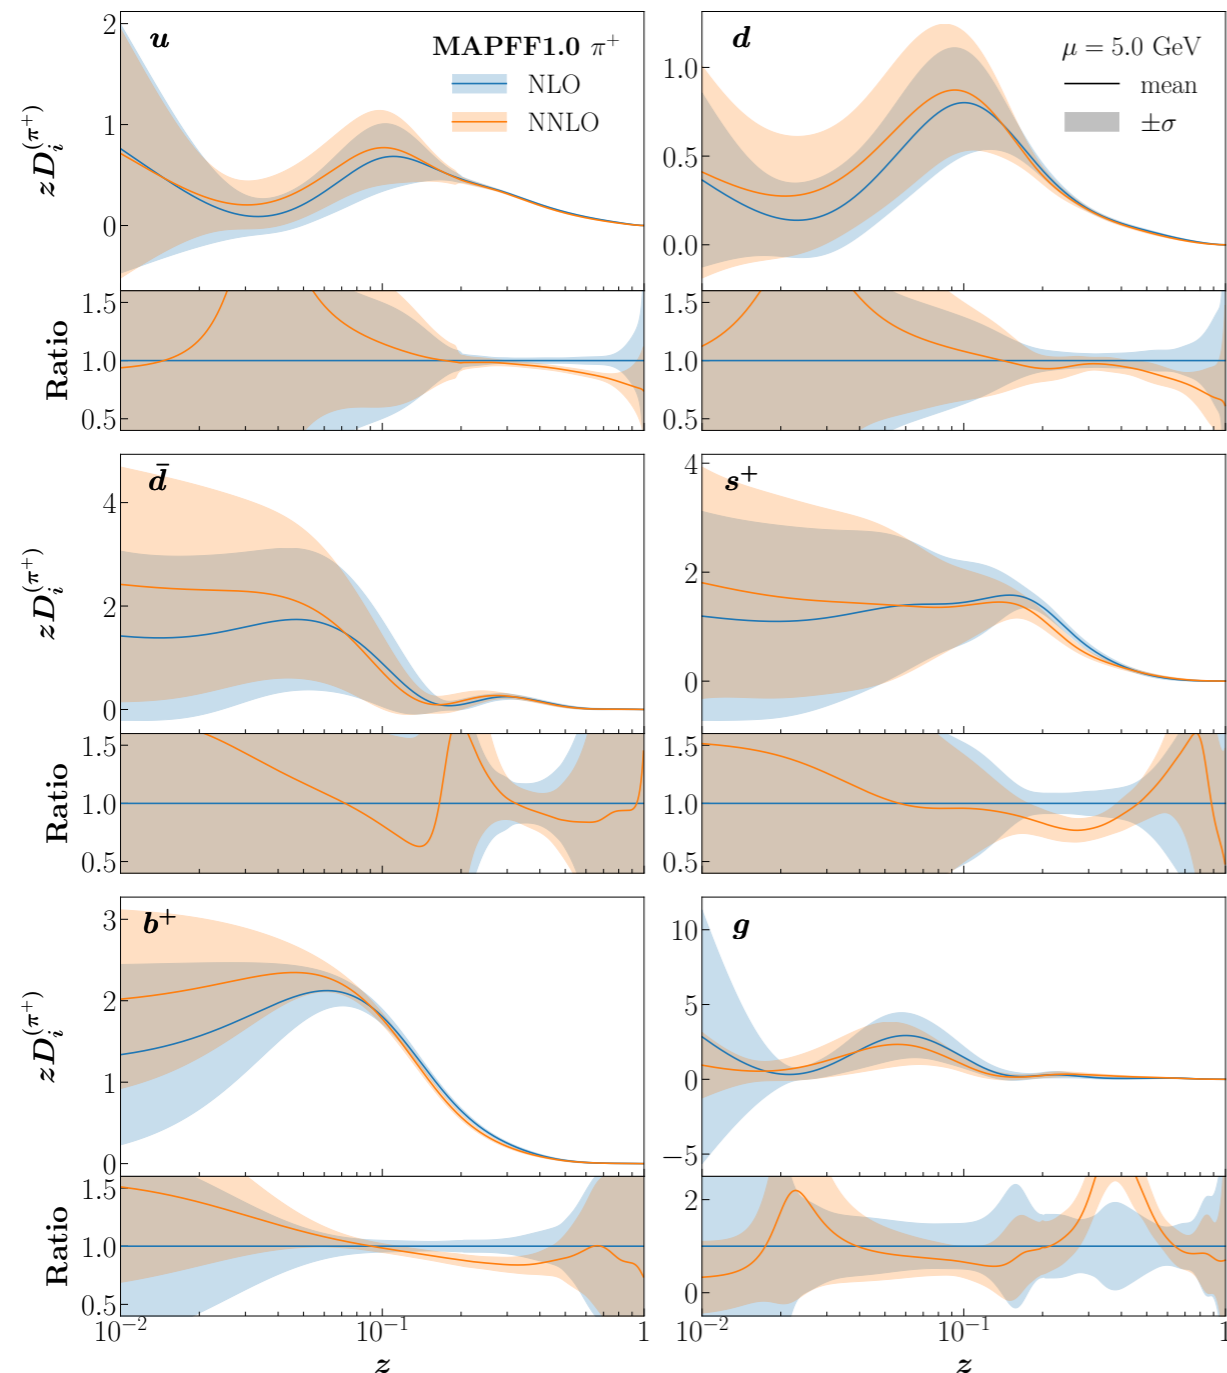 u
MAPFF1.0 π⁺
NLO
NNLO
zD_i^(π⁺)
2
1
0
Ratio
1.5
1.0
0.5
d
μ = 5.0 GeV
mean
±σ
1.0
0.5
0.0
1.5
1.0
0.5
d̄
zD_i^(π⁺)
4
2
0
Ratio
1.5
1.0
0.5
s⁺
4
2
0
1.5
1.0
0.5
b⁺
zD_i^(π⁺)
3
2
1
0
Ratio
1.5
1.0
0.5
10⁻² 10⁻¹ 1
z
g
10
5
0
−5
2
0
10⁻² 10⁻¹ 1
z